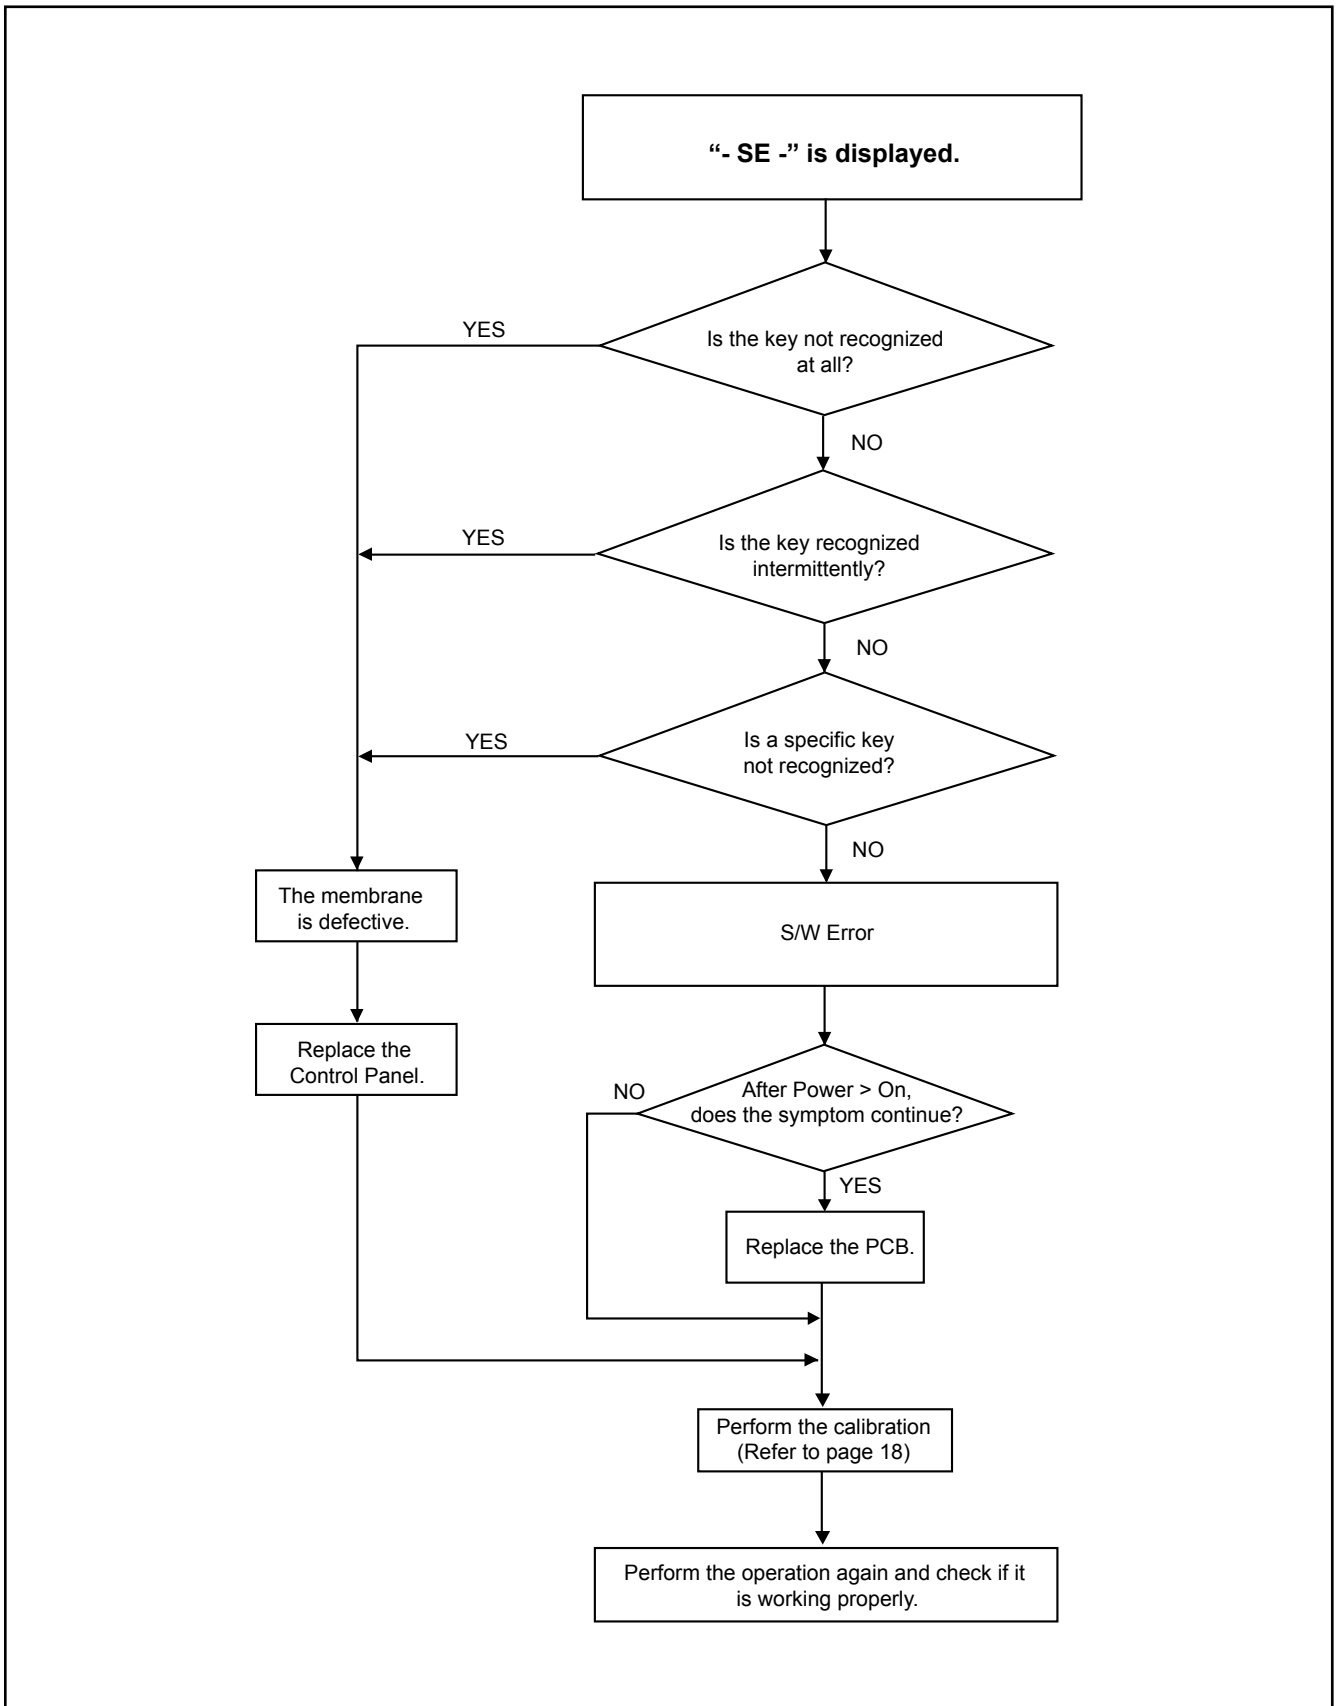 “- SE -” is displayed.
YES
Is the key not recognized
at all?
NO
YES
Is the key recognized
intermittently?
NO
YES
Is a specific key
not recognized?
NO
The membrane
is defective.
S/W Error
Replace the
Control Panel.
NO
After Power > On,
does the symptom continue?
YES
Replace the PCB.
Perform the calibration
(Refer to page 18)
Perform the operation again and check if it
is working properly.